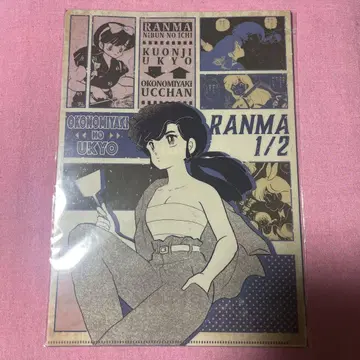 RANMA
NIBUN NO ICHI
KUONJI
UKYO
OKONOMIYAKI
UCCHAN
OKONOMIYAKI
NO
UKYO
RANMA
1/2